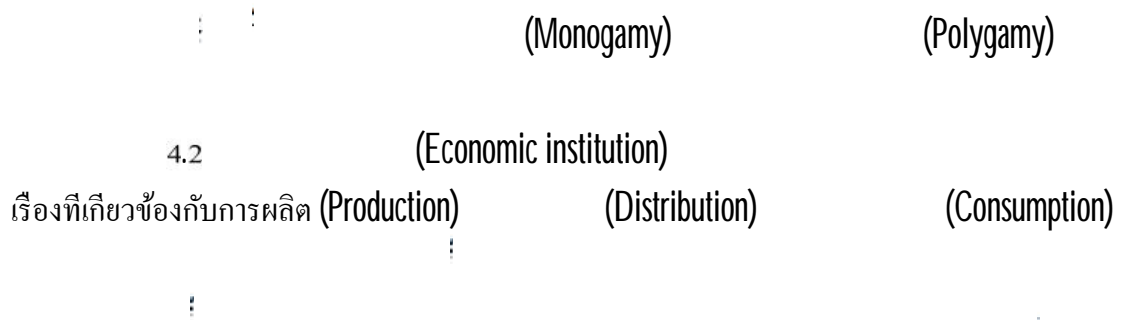 (Monogamy) (Polygamy)
4.2 (Economic institution)
เรื่องที่เกี่ยวข้องกับการผลิต (Production) (Distribution) (Consumption)